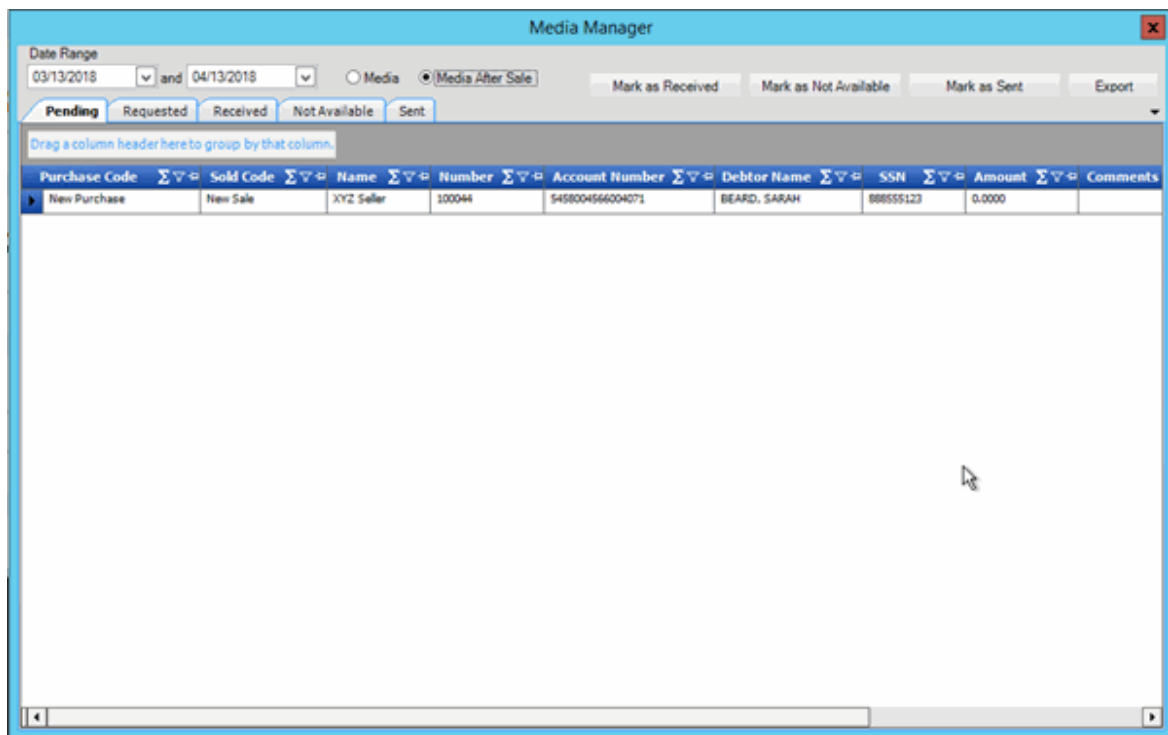 Media Manager
Date Range
03/13/2018 and 04/13/2018 Media Media After Sale Mark as Received Mark as Not Available Mark as Sent Export
Pending Requested Received Not Available Sent
Drag a column header here to group by that column.
Purchase Code Sold Code Name Number Account Number Debtor Name SSN Amount Comments
New Purchase New Sale XYZ Seller 100044 5458004566004071 BEARD, SARAH 888555123 0.0000